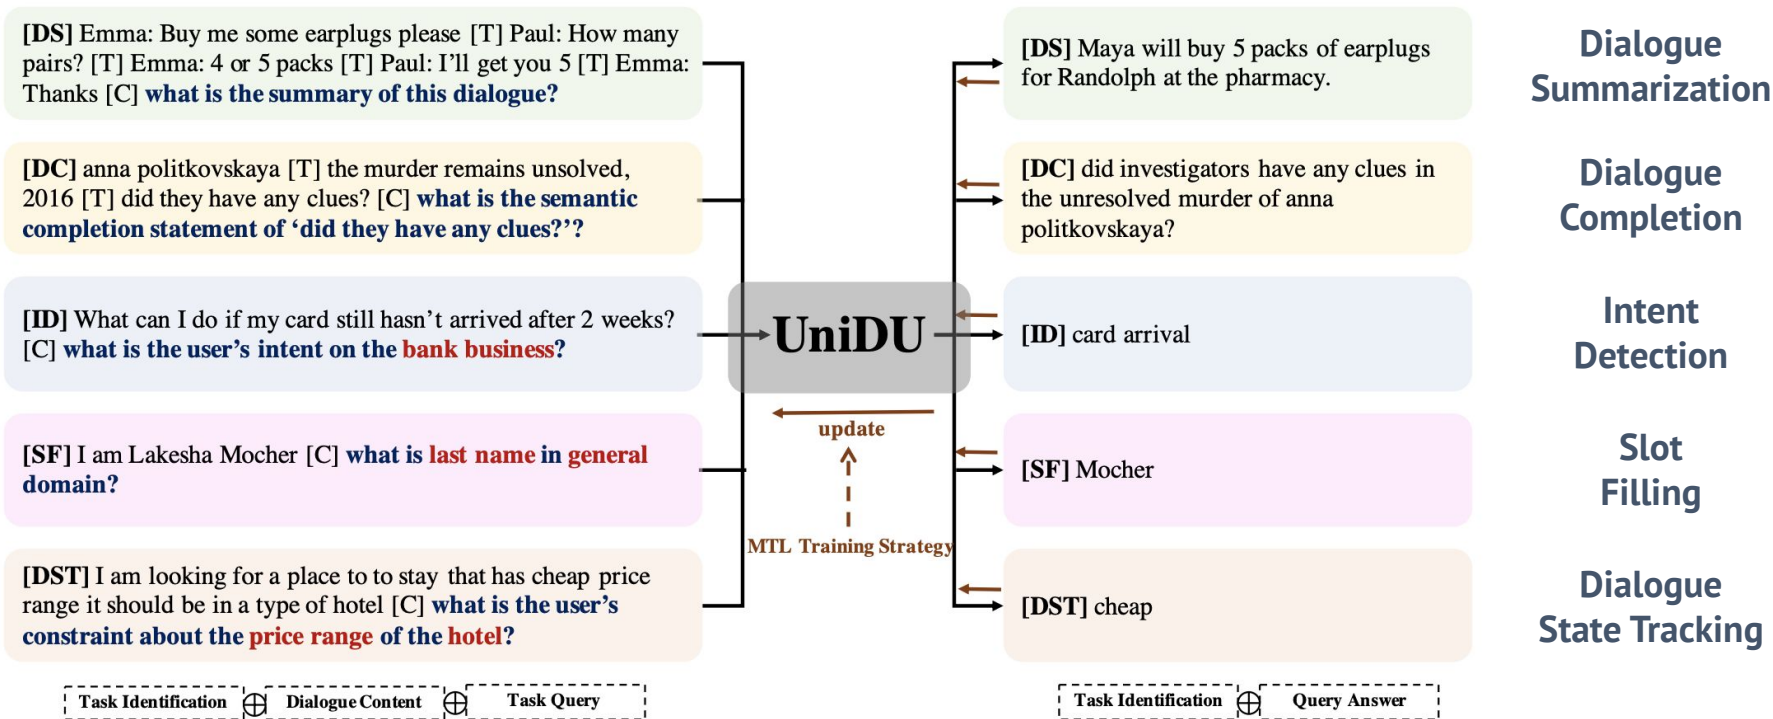 [DS] Emma: Buy me some earplugs please [T] Paul: How many
pairs? [T] Emma: 4 or 5 packs [T] Paul: I’ll get you 5 [T] Emma:
Thanks [C] what is the summary of this dialogue?
[DS] Maya will buy 5 packs of earplugs
for Randolph at the pharmacy.
Dialogue
Summarization
[DC] anna politkovskaya [T] the murder remains unsolved,
2016 [T] did they have any clues? [C] what is the semantic
completion statement of ‘did they have any clues?’?
[DC] did investigators have any clues in
the unresolved murder of anna
politkovskaya?
Dialogue
Completion
[ID] What can I do if my card still hasn’t arrived after 2 weeks?
[C] what is the user’s intent on the bank business?
UniDU
[ID] card arrival
Intent
Detection
update
[SF] I am Lakesha Mocher [C] what is last name in general
domain?
[SF] Mocher
Slot
Filling
MTL Training Strategy
[DST] I am looking for a place to to stay that has cheap price
range it should be in a type of hotel [C] what is the user’s
constraint about the price range of the hotel?
[DST] cheap
Dialogue
State Tracking
Task Identification ⊕ Dialogue Content ⊕ Task Query
Task Identification ⊕ Query Answer